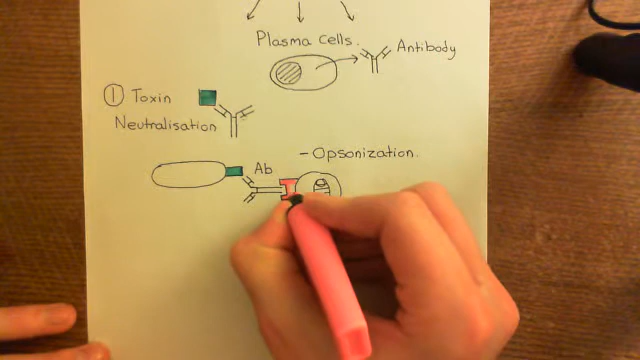 Plasma cells.
Antibody
① Toxin
Neutralisation
- Opsonization.
Ab